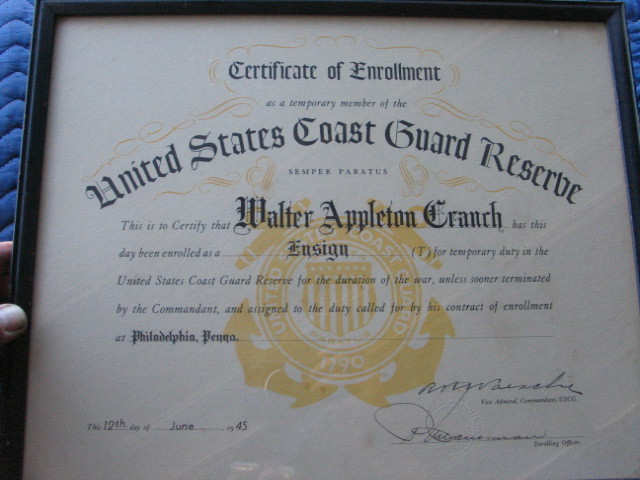 Certificate of Enrollment
as a temporary member of the
United States Coast Guard Reserve
SEMPER PARATUS
This is to Certify that Walter Appleton Cranch has this
day been enrolled as a Ensign (T) for temporary duty in the
United States Coast Guard Reserve for the duration of the war, unless sooner terminated
by the Commandant, and assigned to the duty called for by his contract of enrollment
at Philadelphia, Penna.
UNITED STATES COAST GUARD
1790
Vice Admiral, Commandant, USCG.
This 12th day of June 1945
Enrolling Officer